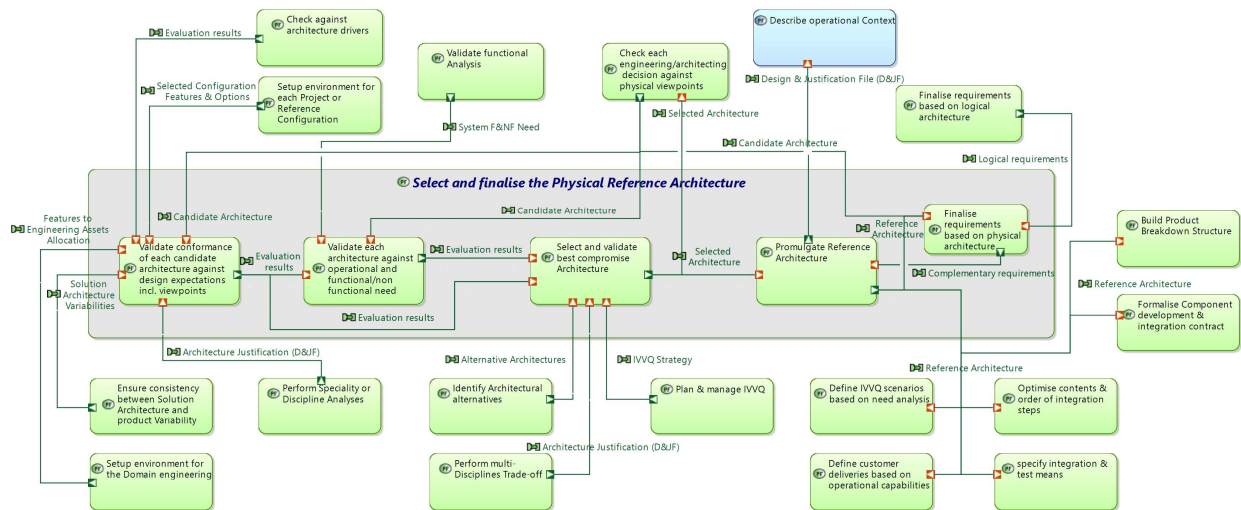 Check against
architecture drivers
Evaluation results
Validate functional
Analysis
Check each
engineering/architecting
decision against
physical viewpoints
Describe operational Context
Design & Justification File (D&JF)
Setup environment for
each Project or
Reference
Configuration
Selected Configuration
Features & Options
Finalise requirements
based on logical
architecture
System F&NF Need
Selected Architecture
Candidate Architecture
Logical requirements
Select and finalise the Physical Reference Architecture
Features to
Engineering Assets
Allocation
Candidate Architecture
Candidate Architecture
Reference
Architecture
Finalise
requirements
based on physical
architecture
Build Product
Breakdown Structure
Validate conformance
of each candidate
architecture against
design expectations
incl. viewpoints
Evaluation
results
Validate each
architecture against
operational and
functional/non
functional need
Evaluation results
Select and validate
best compromise
Architecture
Selected
Architecture
Promulgate Reference
Architecture
Complementary requirements
Solution
Architecture
Variabilities
Reference Architecture
Evaluation results
Formalise Component
development &
integration contract
Architecture Justification (D&JF)
Alternative Architectures
IVVQ Strategy
Reference Architecture
Ensure consistency
between Solution
Architecture and
product Variability
Perform Speciality or
Discipline Analyses
Identify Architectural
alternatives
Plan & manage IVVQ
Define IVVQ scenarios
based on need analysis
Optimise contents &
order of integration
steps
Architecture Justification (D&JF)
Setup environment for
the Domain engineering
Perform multi-
Disciplines Trade-off
Define customer
deliveries based on
operational capabilities
specify integration &
test means